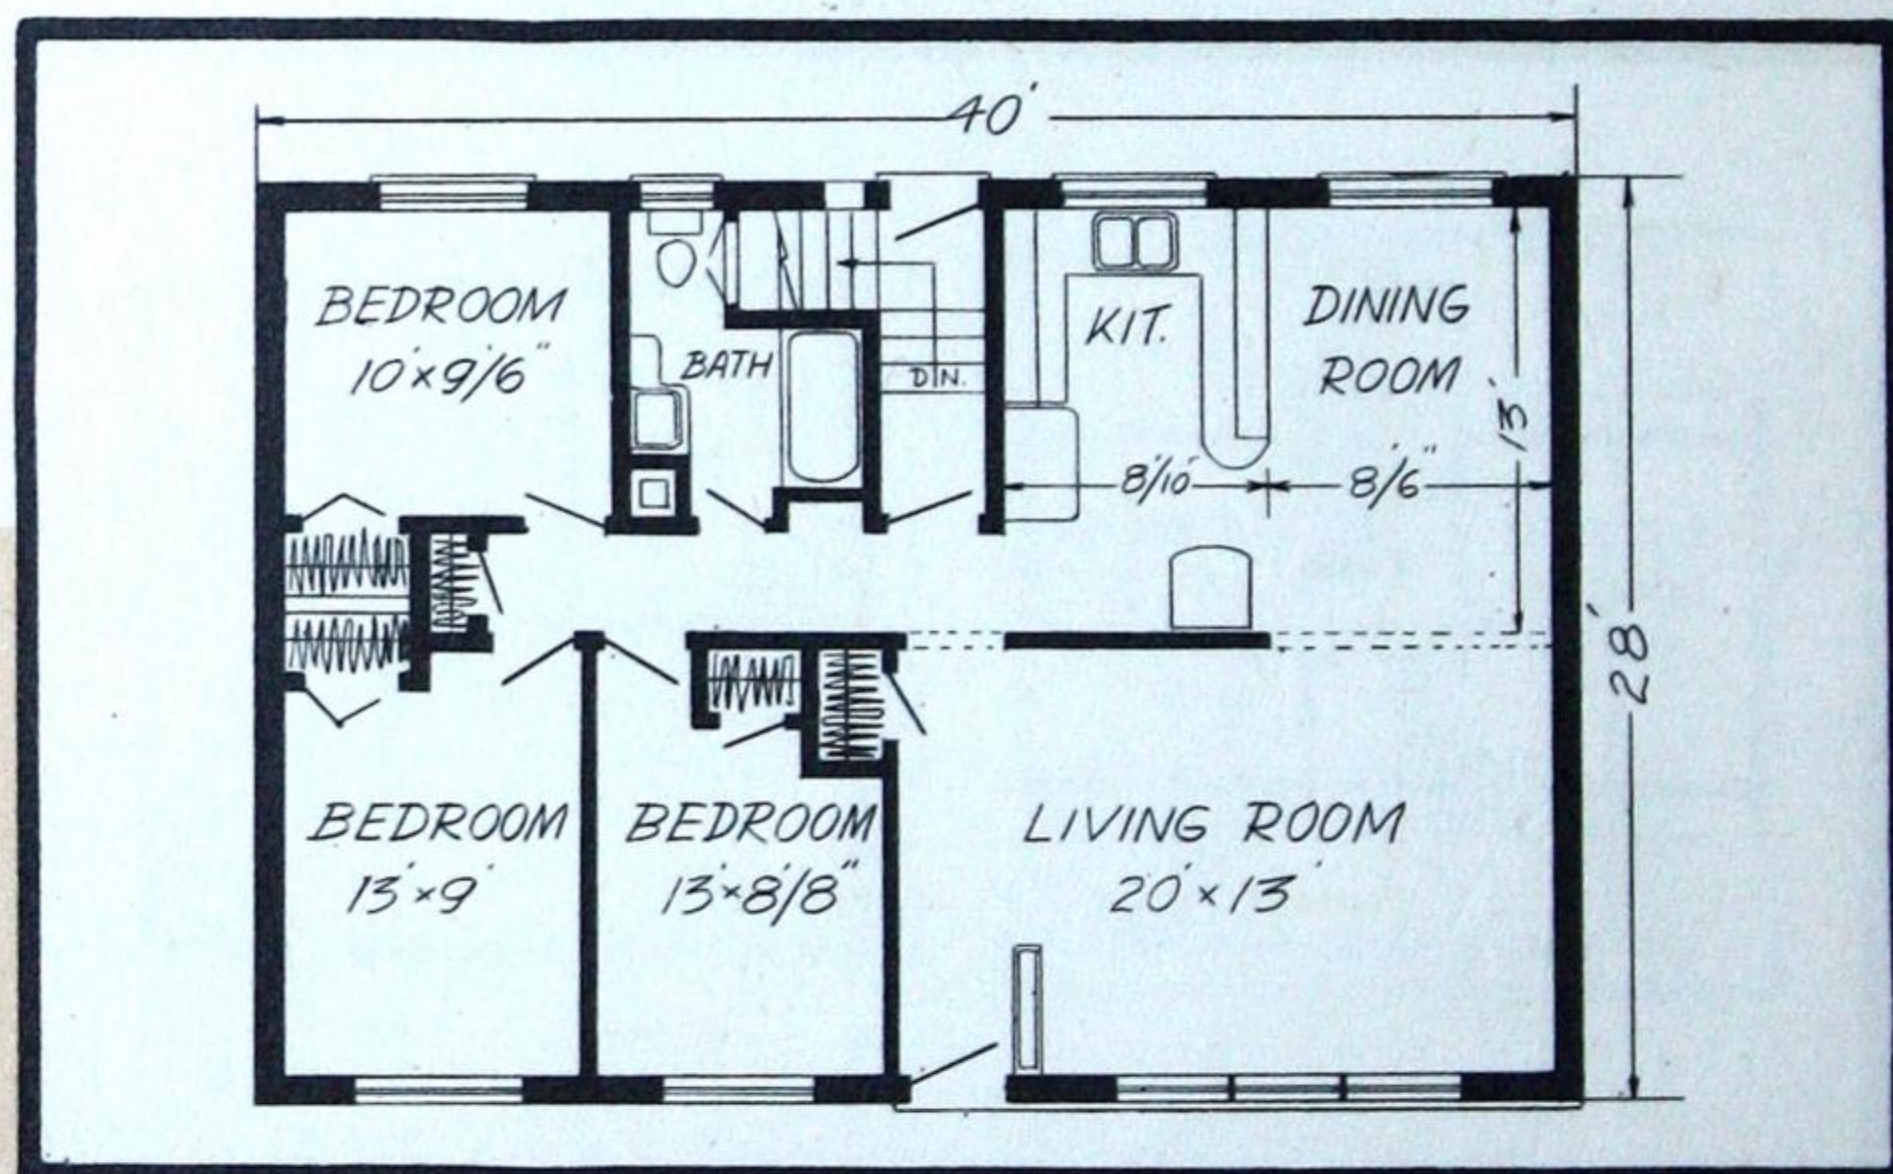 40'
BEDROOM
10'×9'/6"
BATH
DN.
KIT.
DINING
ROOM
13'
8'/10"
8'/6"
28'
BEDROOM
13'×9'
BEDROOM
13'×8'/8"
LIVING ROOM
20'×13'